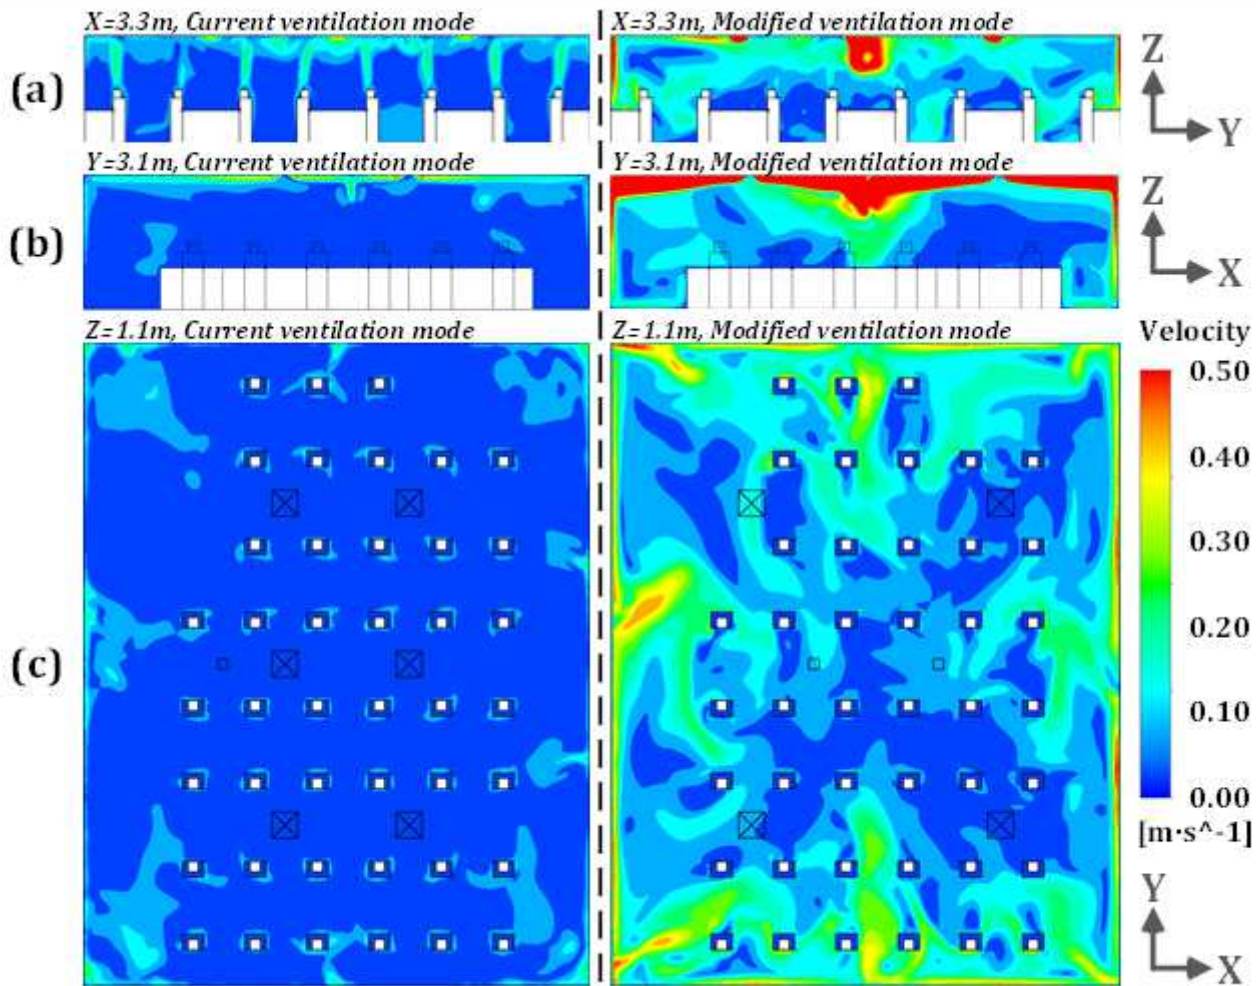 X=3.3m, Current ventilation mode
X=3.3m, Modified ventilation mode
(a)
Z
Y
Y=3.1m, Current ventilation mode
Y=3.1m, Modified ventilation mode
(b)
Z
X
Z=1.1m, Current ventilation mode
Z=1.1m, Modified ventilation mode
Velocity
0.50
0.40
0.30
(c)
0.20
0.10
0.00
[m·s^-1]
Y
X